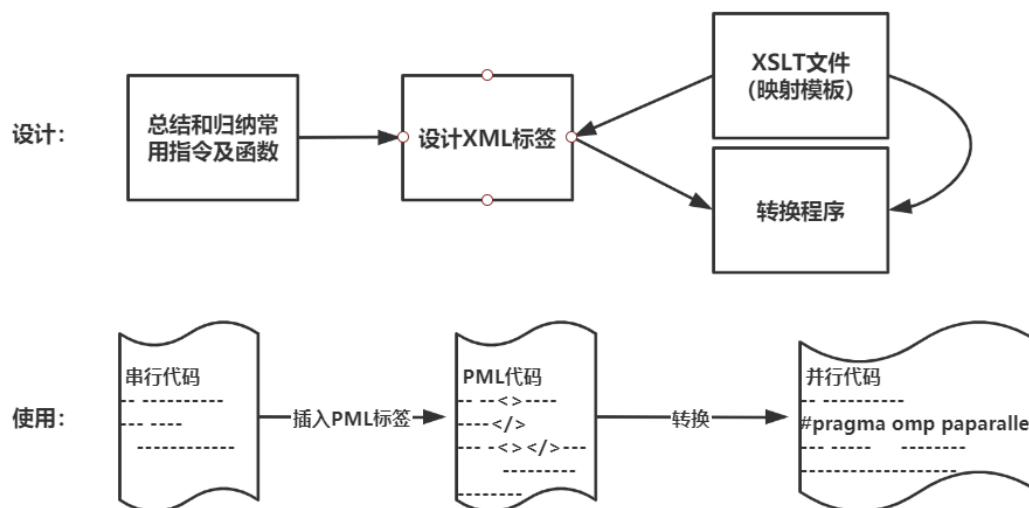 设计：
总结和归纳常
用指令及函数
设计XML标签
XSLT文件
（映射模板）
转换程序
使用：
串行代码
插入PML标签
PML代码
<>
</>
<> </>
转换
并行代码
#pragma omp paparalle